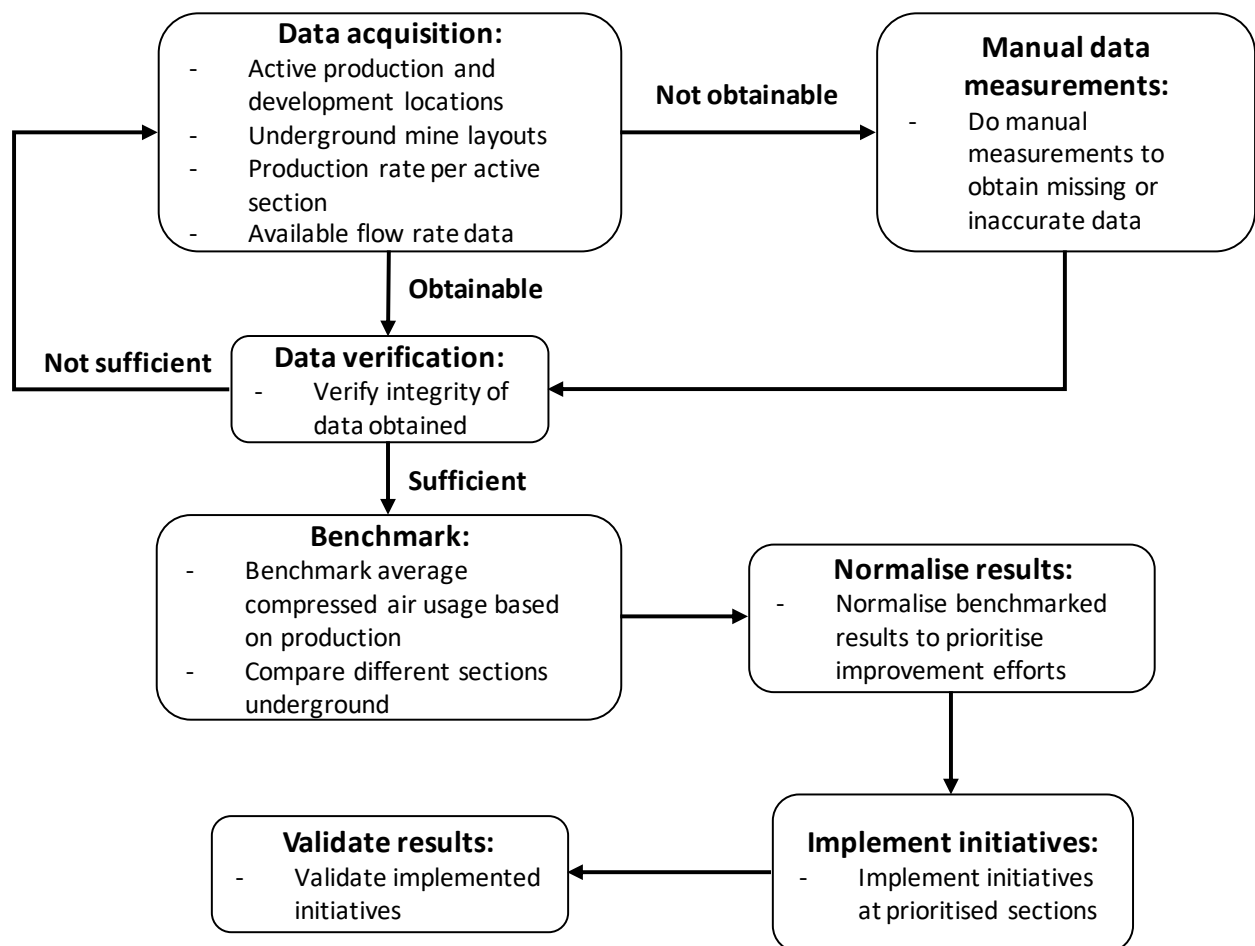 Data acquisition:
- Active production and
development locations
- Underground mine layouts
- Production rate per active
section
- Available flow rate data
Not obtainable
Manual data
measurements:
- Do manual
measurements to
obtain missing or
inaccurate data
Obtainable
Not sufficient
Data verification:
- Verify integrity of
data obtained
Sufficient
Benchmark:
- Benchmark average
compressed air usage based
on production
- Compare different sections
underground
Normalise results:
- Normalise benchmarked
results to prioritise
improvement efforts
Implement initiatives:
- Implement initiatives
at prioritised sections
Validate results:
- Validate implemented
initiatives